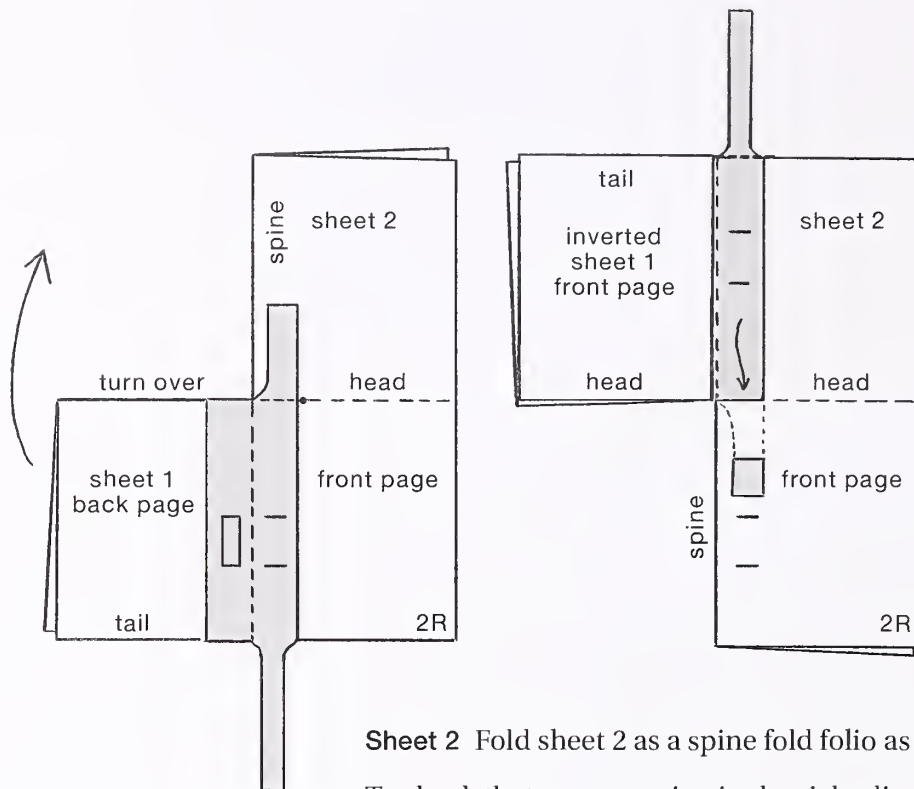 spine
sheet 2
turn over
head
sheet 1
back page
front page
tail
2R
tail
inverted
sheet 1
front page
head
sheet 2
head
front page
spine
2R
Sheet 2 Fold sheet 2 as a spine fold folio as